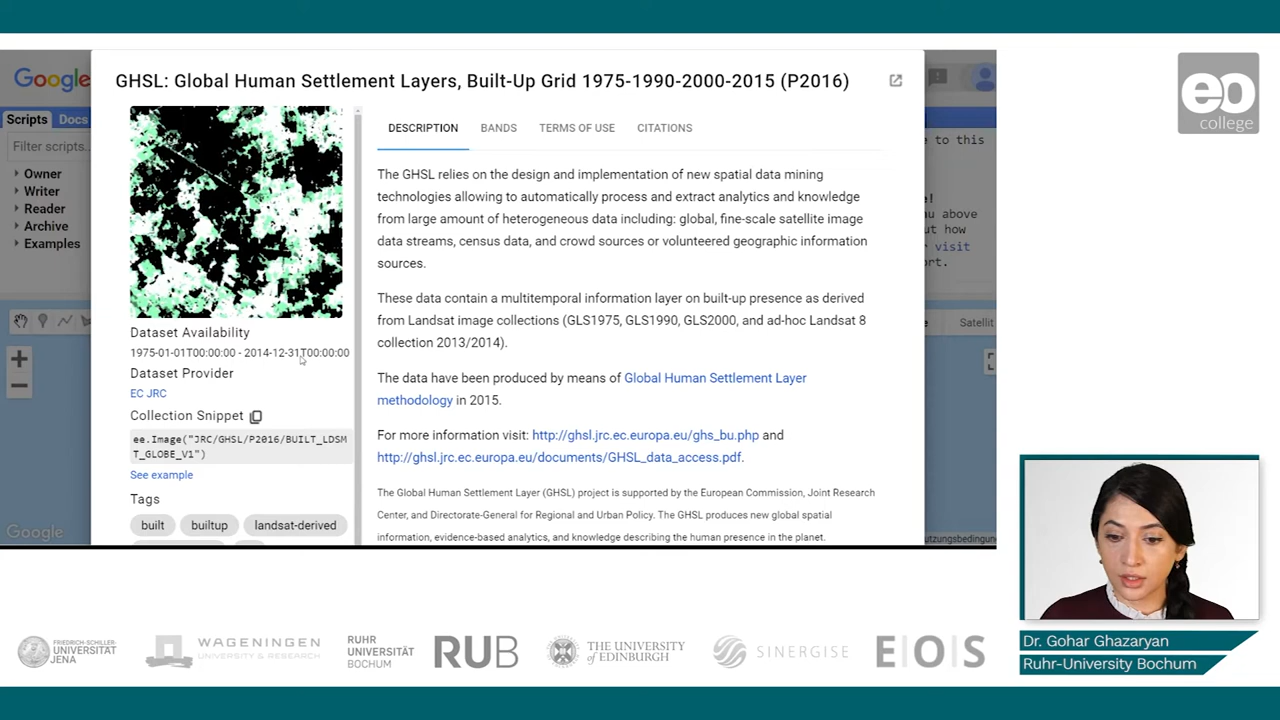 Google
GHSL: Global Human Settlement Layers, Built-Up Grid 1975-1990-2000-2015 (P2016)
eo
college
Scripts
Docs
Filter scripts...
Owner
Writer
Reader
Archive
Examples
DESCRIPTION
BANDS
TERMS OF USE
CITATIONS
The GHSL relies on the design and implementation of new spatial data mining
technologies allowing to automatically process and extract analytics and knowledge
from large amount of heterogeneous data including: global, fine-scale satellite image
data streams, census data, and crowd sources or volunteered geographic information
sources.
These data contain a multitemporal information layer on built-up presence as derived
from Landsat image collections (GLS1975, GLS1990, GLS2000, and ad-hoc Landsat 8
collection 2013/2014).
The data have been produced by means of Global Human Settlement Layer
methodology in 2015.
For more information visit: http://ghsl.jrc.ec.europa.eu/ghs_bu.php and
http://ghsl.jrc.ec.europa.eu/documents/GHSL_data_access.pdf.
The Global Human Settlement Layer (GHSL) project is supported by the European Commission, Joint Research
Center, and Directorate-General for Regional and Urban Policy. The GHSL produces new global spatial
information, evidence-based analytics, and knowledge describing the human presence in the planet.
Dataset Availability
1975-01-01T00:00:00 - 2014-12-31T00:00:00
Dataset Provider
EC JRC
Collection Snippet
ee.Image("JRC/GHSL/P2016/BUILT_LDSM
T_GLOBE_V1")
See example
Tags
built
builtup
landsat-derived
e to this
!
au above
ut how
visit
ort.
Satellit
Google
utzungsbedingun
Dr. Gohar Ghazaryan
Ruhr-University Bochum
FRIEDRICH-SCHILLER-
UNIVERSITÄT
JENA
WAGENINGEN
UNIVERSITY & RESEARCH
RUHR
UNIVERSITÄT
BOCHUM
RUB
THE UNIVERSITY
of EDINBURGH
SINERGISE
E|O|S